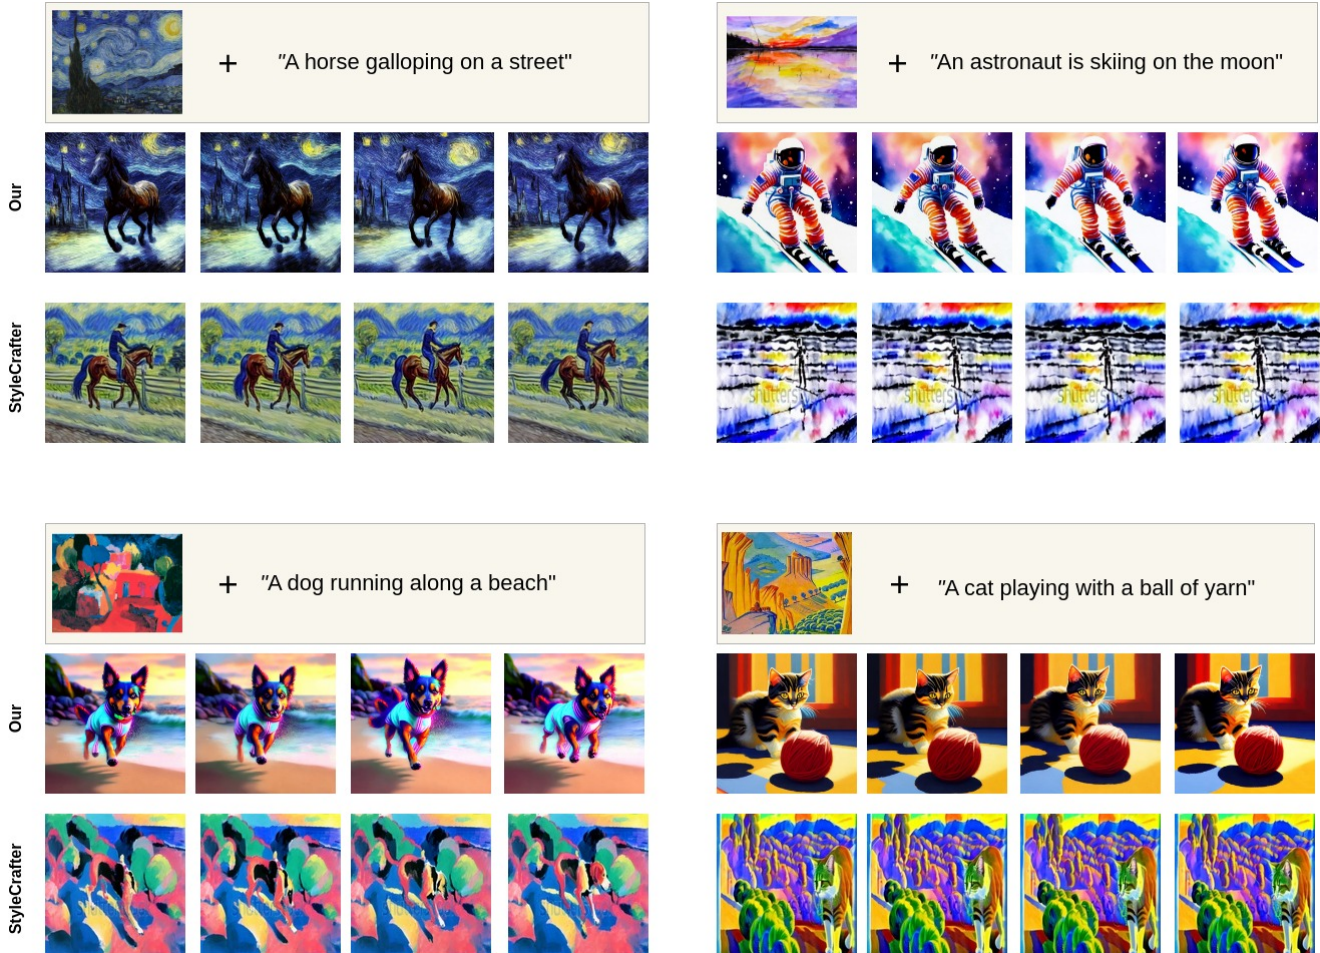 + "A horse galloping on a street"
+ "An astronaut is skiing on the moon"
Our
StyleCrafter
+ "A dog running along a beach"
+ "A cat playing with a ball of yarn"
Our
StyleCrafter